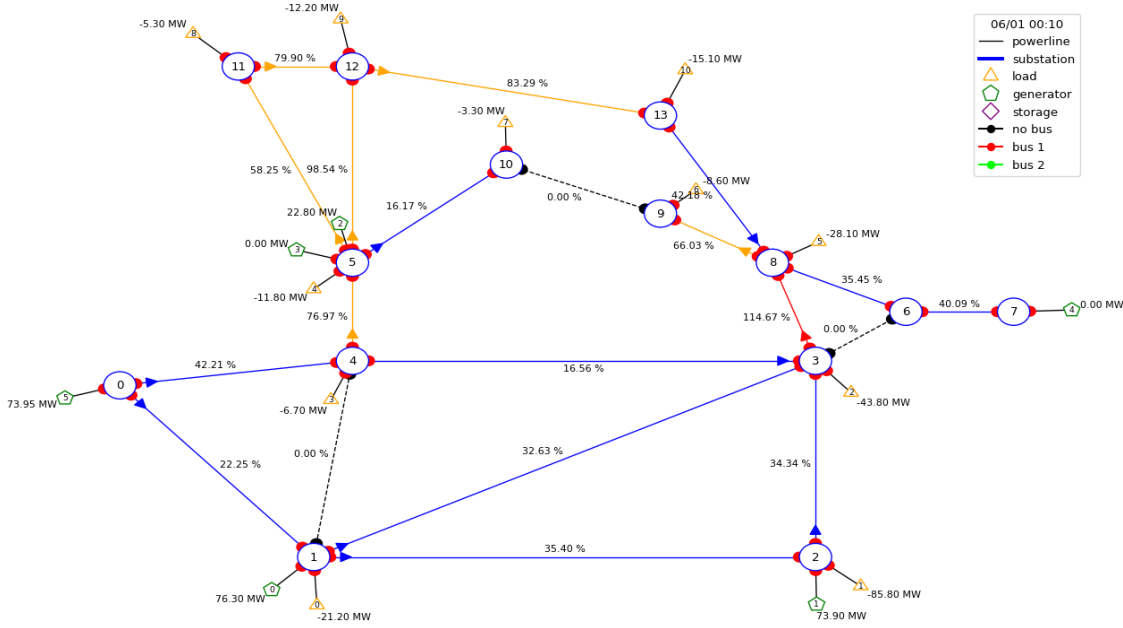 -12.20 MW
9
06/01 00:10
powerline
substation
load
generator
storage
no bus
bus 1
bus 2
-5.30 MW
8
11
79.90 %
12
83.29 %
-15.10 MW
10
13
-3.30 MW
7
10
58.25 %
98.54 %
16.17 %
0.00 %
-8.60 MW
6
42.18 %
9
22.80 MW
2
0.00 MW
3
5
66.03 %
-28.10 MW
5
8
-11.80 MW
4
76.97 %
35.45 %
6
40.09 %
7
4
0.00 MW
114.67 %
0.00 %
4
16.56 %
3
42.21 %
0
73.95 MW
5
-6.70 MW
3
2
-43.80 MW
0.00 %
32.63 %
34.34 %
22.25 %
1
35.40 %
2
76.30 MW
0
0
-21.20 MW
1
-85.80 MW
1
73.90 MW